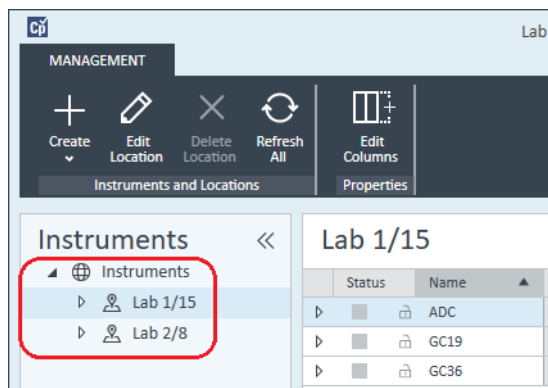 Cp
Lab
MANAGEMENT
Create
Edit Location
Delete Location
Refresh All
Edit Columns
Instruments and Locations
Properties
Instruments
Lab 1/15
Instruments
Lab 1/15
Lab 2/8
Status
Name
ADC
GC19
GC36